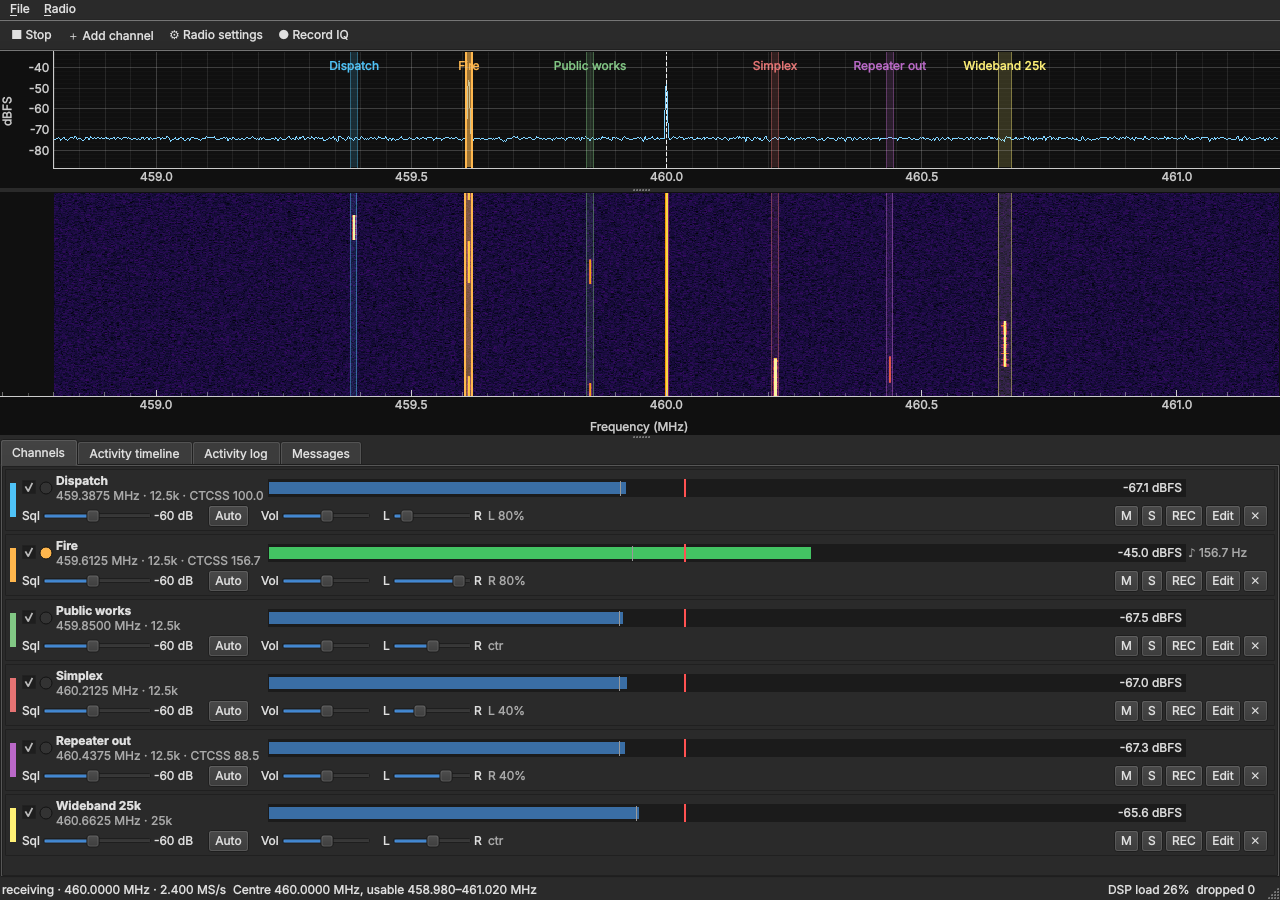 File Radio
Stop + Add channel ⚙ Radio settings Record IQ
Dispatch Fire Public works Simplex Repeater out Wideband 25k
dBFS
-40
-50
-60
-70
-80
459.0 459.5 460.0 460.5 461.0
459.0 459.5 460.0 460.5 461.0
Frequency (MHz)
Channels Activity timeline Activity log Messages
Dispatch
459.3875 MHz · 12.5k · CTCSS 100.0 -67.1 dBFS
Sql -60 dB Auto Vol L R L 80% M S REC Edit ×
Fire
459.6125 MHz · 12.5k · CTCSS 156.7 -45.0 dBFS ♪ 156.7 Hz
Sql -60 dB Auto Vol L R R 80% M S REC Edit ×
Public works
459.8500 MHz · 12.5k -67.5 dBFS
Sql -60 dB Auto Vol L R ctr M S REC Edit ×
Simplex
460.2125 MHz · 12.5k -67.0 dBFS
Sql -60 dB Auto Vol L R L 40% M S REC Edit ×
Repeater out
460.4375 MHz · 12.5k · CTCSS 88.5 -67.3 dBFS
Sql -60 dB Auto Vol L R R 40% M S REC Edit ×
Wideband 25k
460.6625 MHz · 25k -65.6 dBFS
Sql -60 dB Auto Vol L R ctr M S REC Edit ×
receiving · 460.0000 MHz · 2.400 MS/s Centre 460.0000 MHz, usable 458.980–461.020 MHz DSP load 26% dropped 0